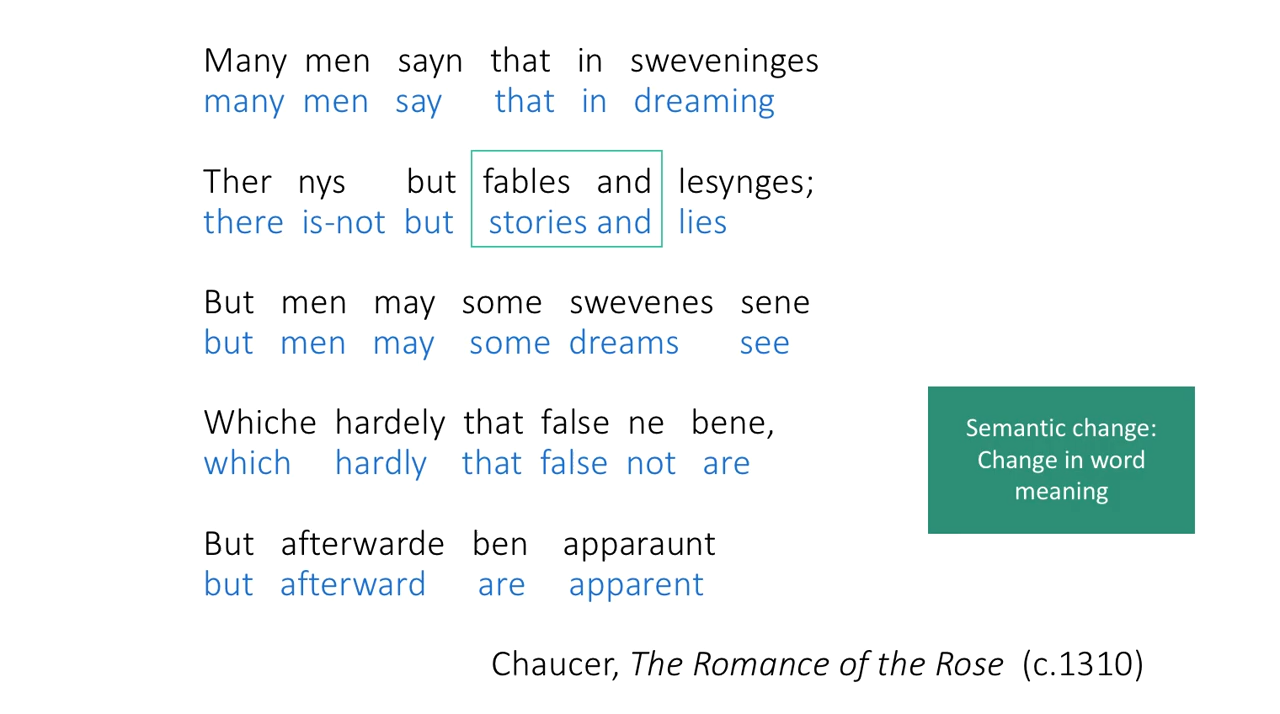 Many men sayn that in sweveninges
many men say that in dreaming
Ther nys but fables and lesynges;
there is-not but stories and lies
But men may some swevenes sene
but men may some dreams see
Whiche hardely that false ne bene,
which hardly that false not are
But afterwarde ben apparaunt
but afterward are apparent
Semantic change:
Change in word
meaning
Chaucer, The Romance of the Rose (c.1310)